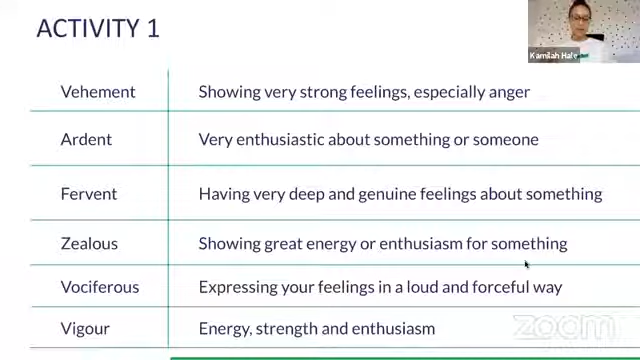 ACTIVITY 1
Vehement Showing very strong feelings, especially anger
Ardent Very enthusiastic about something or someone
Fervent Having very deep and genuine feelings about something
Zealous Showing great energy or enthusiasm for something
Vociferous Expressing your feelings in a loud and forceful way
Vigour Energy, strength and enthusiasm
Kamilah
zoom